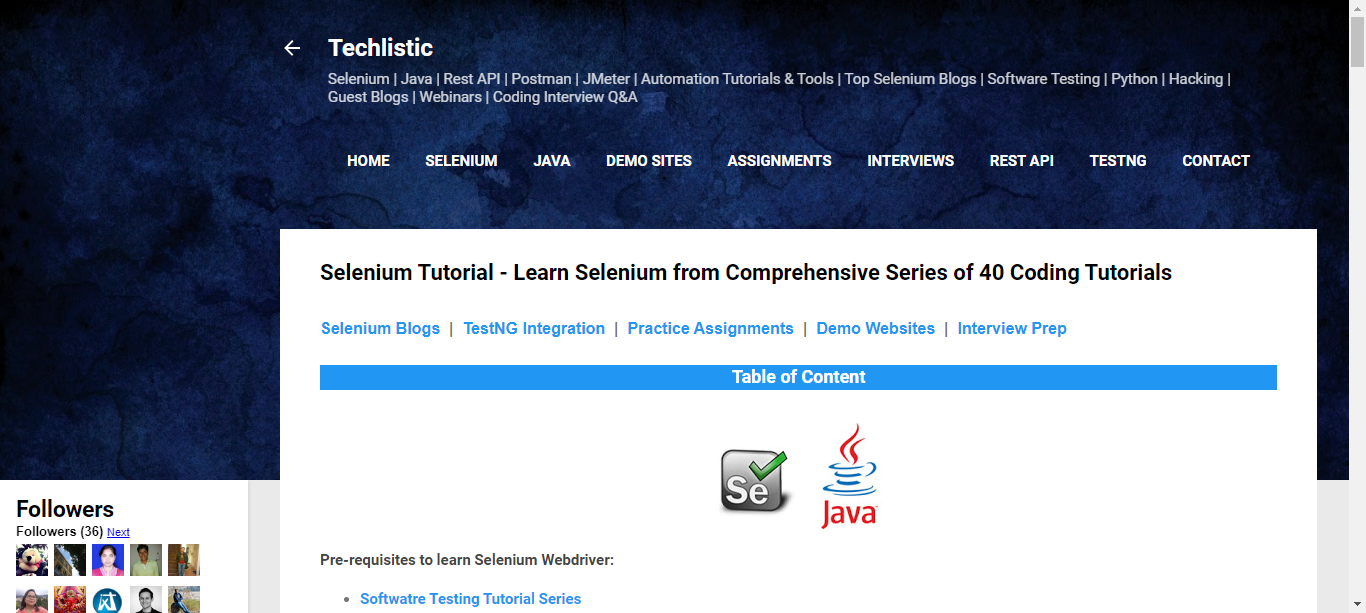 Techlistic
Selenium | Java | Rest API | Postman | JMeter | Automation Tutorials & Tools | Top Selenium Blogs | Software Testing | Python | Hacking |
Guest Blogs | Webinars | Coding Interview Q&A
HOME SELENIUM JAVA DEMO SITES ASSIGNMENTS INTERVIEWS REST API TESTNG CONTACT
Selenium Tutorial - Learn Selenium from Comprehensive Series of 40 Coding Tutorials
Selenium Blogs | TestNG Integration | Practice Assignments | Demo Websites | Interview Prep
Table of Content
Se
Java
Pre-requisites to learn Selenium Webdriver:
Softwatre Testing Tutorial Series
Followers
Followers (36) Next